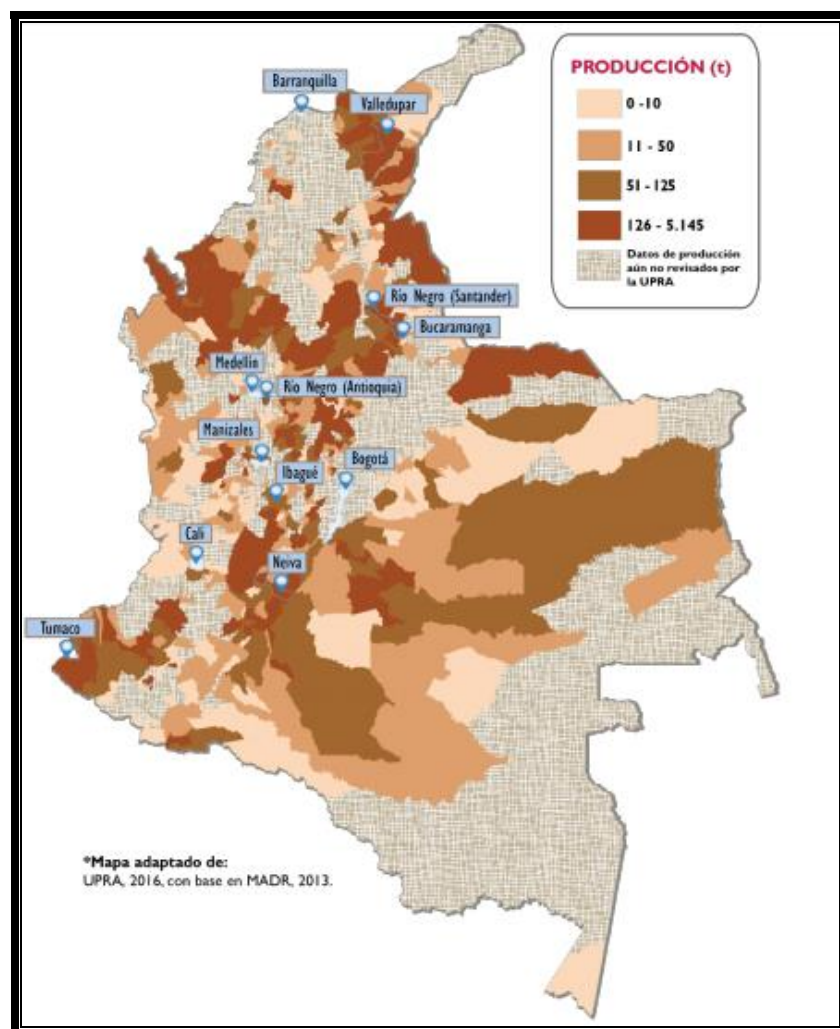 PRODUCCIÓN (t)
0 -10
11 - 50
51 - 125
126 - 5.145
Datos de producción
aún no revisados por
la UPRA
Barranquilla
Valledupar
Río Negro (Santander)
Bucaramanga
Medellín
Río Negro (Antioquia)
Manizales
Bogotá
Ibagué
Cali
Neiva
Tumaco
*Mapa adaptado de:
UPRA, 2016, con base en MADR, 2013.